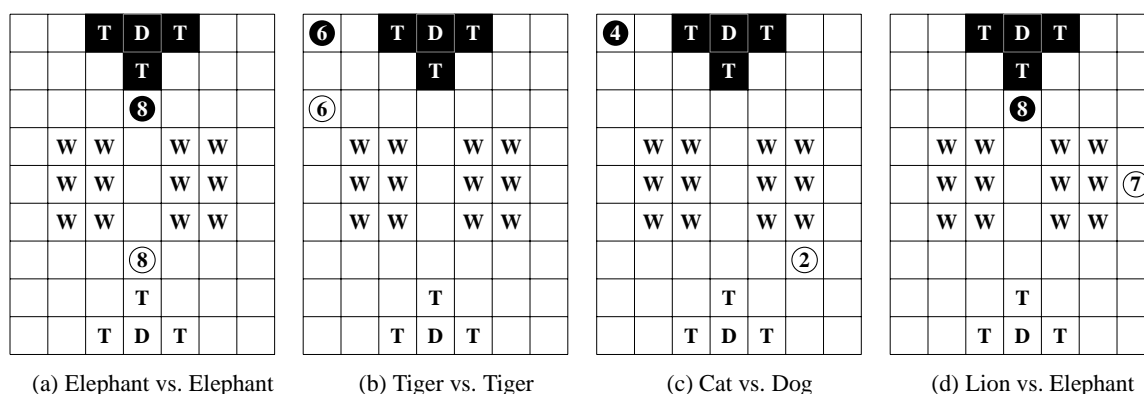 T D T 6 T D T 4 T D T T D T
T T T T
8 6 8
W W W W W W W W W W W W W W W W
W W W W W W W W W W W W W W W W 7
W W W W W W W W W W W W W W W W
8 2
T T T T
T D T T D T T D T T D T
(a) Elephant vs. Elephant (b) Tiger vs. Tiger (c) Cat vs. Dog (d) Lion vs. Elephant